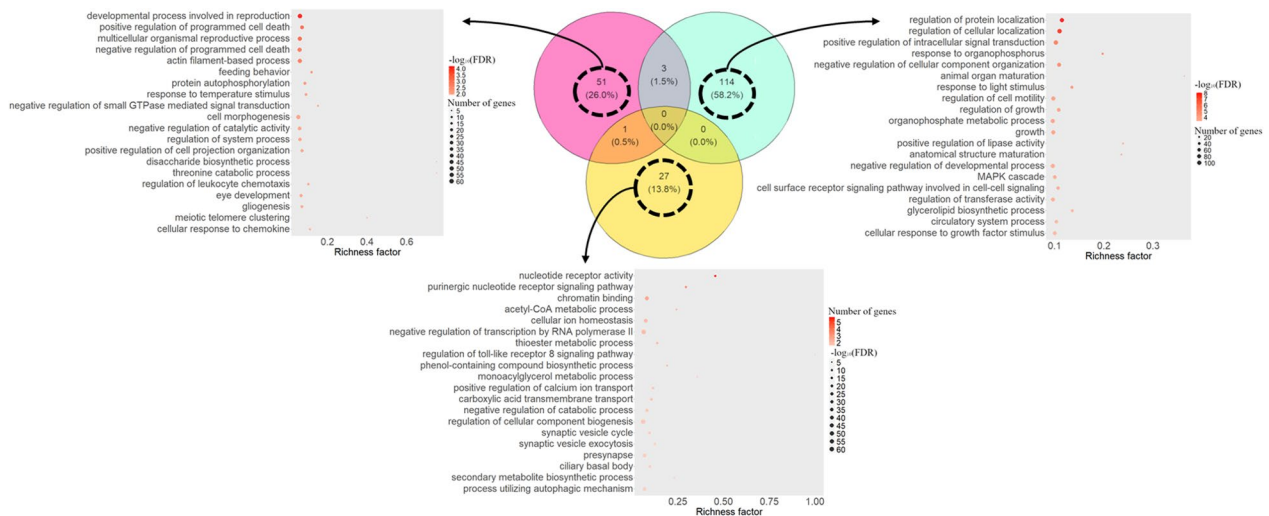 developmental process involved in reproduction
positive regulation of programmed cell death
multicellular organismal reproductive process
negative regulation of programmed cell death
actin filament-based process
feeding behavior
protein autophosphorylation
response to temperature stimulus
negative regulation of small GTPase mediated signal transduction
cell morphogenesis
negative regulation of catalytic activity
regulation of system process
positive regulation of cell projection organization
disaccharide biosynthetic process
threonine catabolic process
regulation of leukocyte chemotaxis
eye development
gliogenesis
meiotic telomere clustering
cellular response to chemokine
0.2 0.4 0.6
Richness factor
-log₁₀(FDR)
4.0
3.5
3.0
2.5
2.0
Number of genes
5
10
15
20
25
30
35
40
45
50
55
60
51
(26.0%)
3
(1.5%)
114
(58.2%)
0
(0.0%)
1
(0.5%)
0
(0.0%)
27
(13.8%)
regulation of protein localization
regulation of cellular localization
positive regulation of intracellular signal transduction
response to organophosphorus
negative regulation of cellular component organization
animal organ maturation
response to light stimulus
regulation of cell motility
regulation of growth
organophosphate metabolic process
growth
positive regulation of lipase activity
anatomical structure maturation
negative regulation of developmental process
MAPK cascade
cell surface receptor signaling pathway involved in cell-cell signaling
regulation of transferase activity
glycerolipid biosynthetic process
circulatory system process
cellular response to growth factor stimulus
0.1 0.2 0.3
Richness factor
-log₁₀(FDR)
8
7
6
5
4
Number of genes
20
40
60
80
100
nucleotide receptor activity
purinergic nucleotide receptor signaling pathway
chromatin binding
acetyl-CoA metabolic process
cellular ion homeostasis
negative regulation of transcription by RNA polymerase II
thioester metabolic process
regulation of toll-like receptor 8 signaling pathway
phenol-containing compound biosynthetic process
monoacylglycerol metabolic process
positive regulation of calcium ion transport
carboxylic acid transmembrane transport
negative regulation of catabolic process
regulation of cellular component biogenesis
synaptic vesicle cycle
synaptic vesicle exocytosis
presynapse
ciliary basal body
secondary metabolite biosynthetic process
process utilizing autophagic mechanism
0.25 0.50 0.75 1.00
Richness factor
Number of genes
5
4
3
2
-log₁₀(FDR)
5
10
15
20
25
30
35
40
45
50
55
60